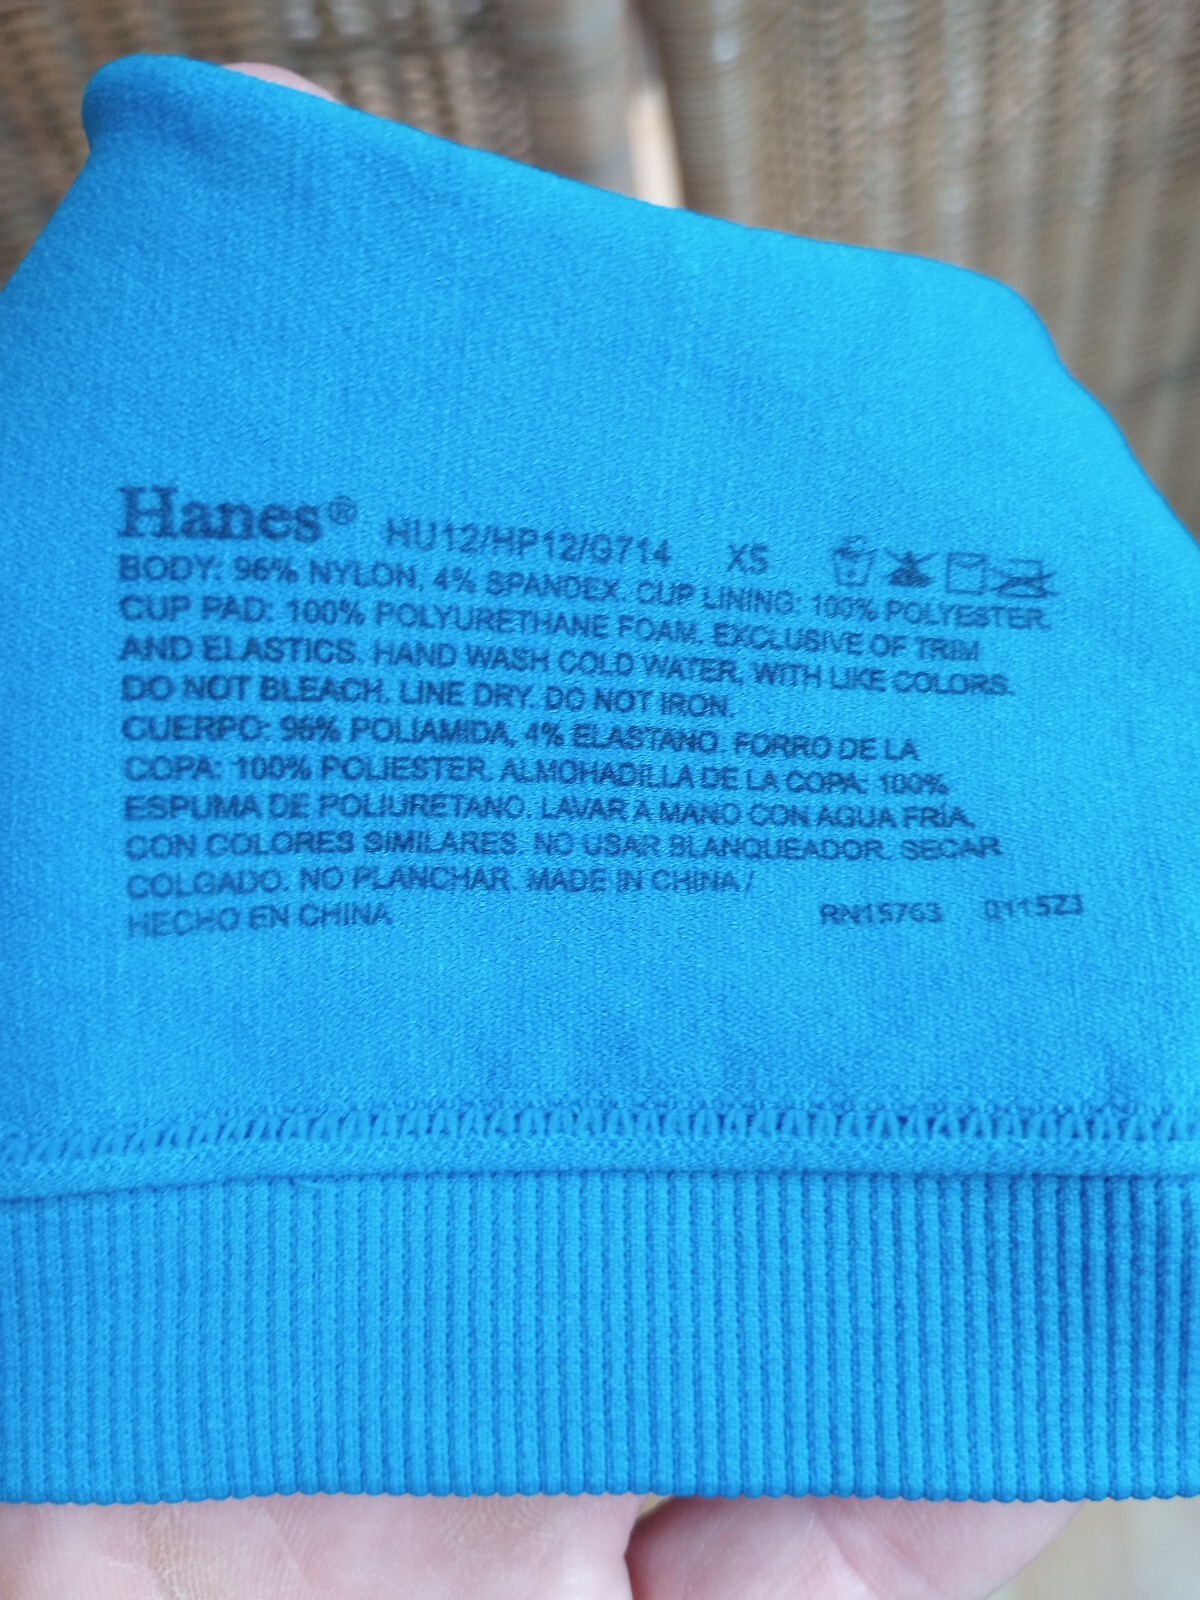 Hanes® HU12/HP12/G714 XS
BODY: 96% NYLON, 4% SPANDEX. CUP LINING: 100% POLYESTER.
CUP PAD: 100% POLYURETHANE FOAM. EXCLUSIVE OF TRIM
AND ELASTICS. HAND WASH COLD WATER, WITH LIKE COLORS.
DO NOT BLEACH. LINE DRY. DO NOT IRON.
CUERPO: 96% POLIAMIDA, 4% ELASTANO. FORRO DE LA
COPA: 100% POLIESTER. ALMOHADILLA DE LA COPA: 100%
ESPUMA DE POLIURETANO. LAVAR A MANO CON AGUA FRÍA,
CON COLORES SIMILARES. NO USAR BLANQUEADOR. SECAR
COLGADO. NO PLANCHAR. MADE IN CHINA /
HECHO EN CHINA RN15763 0115Z3